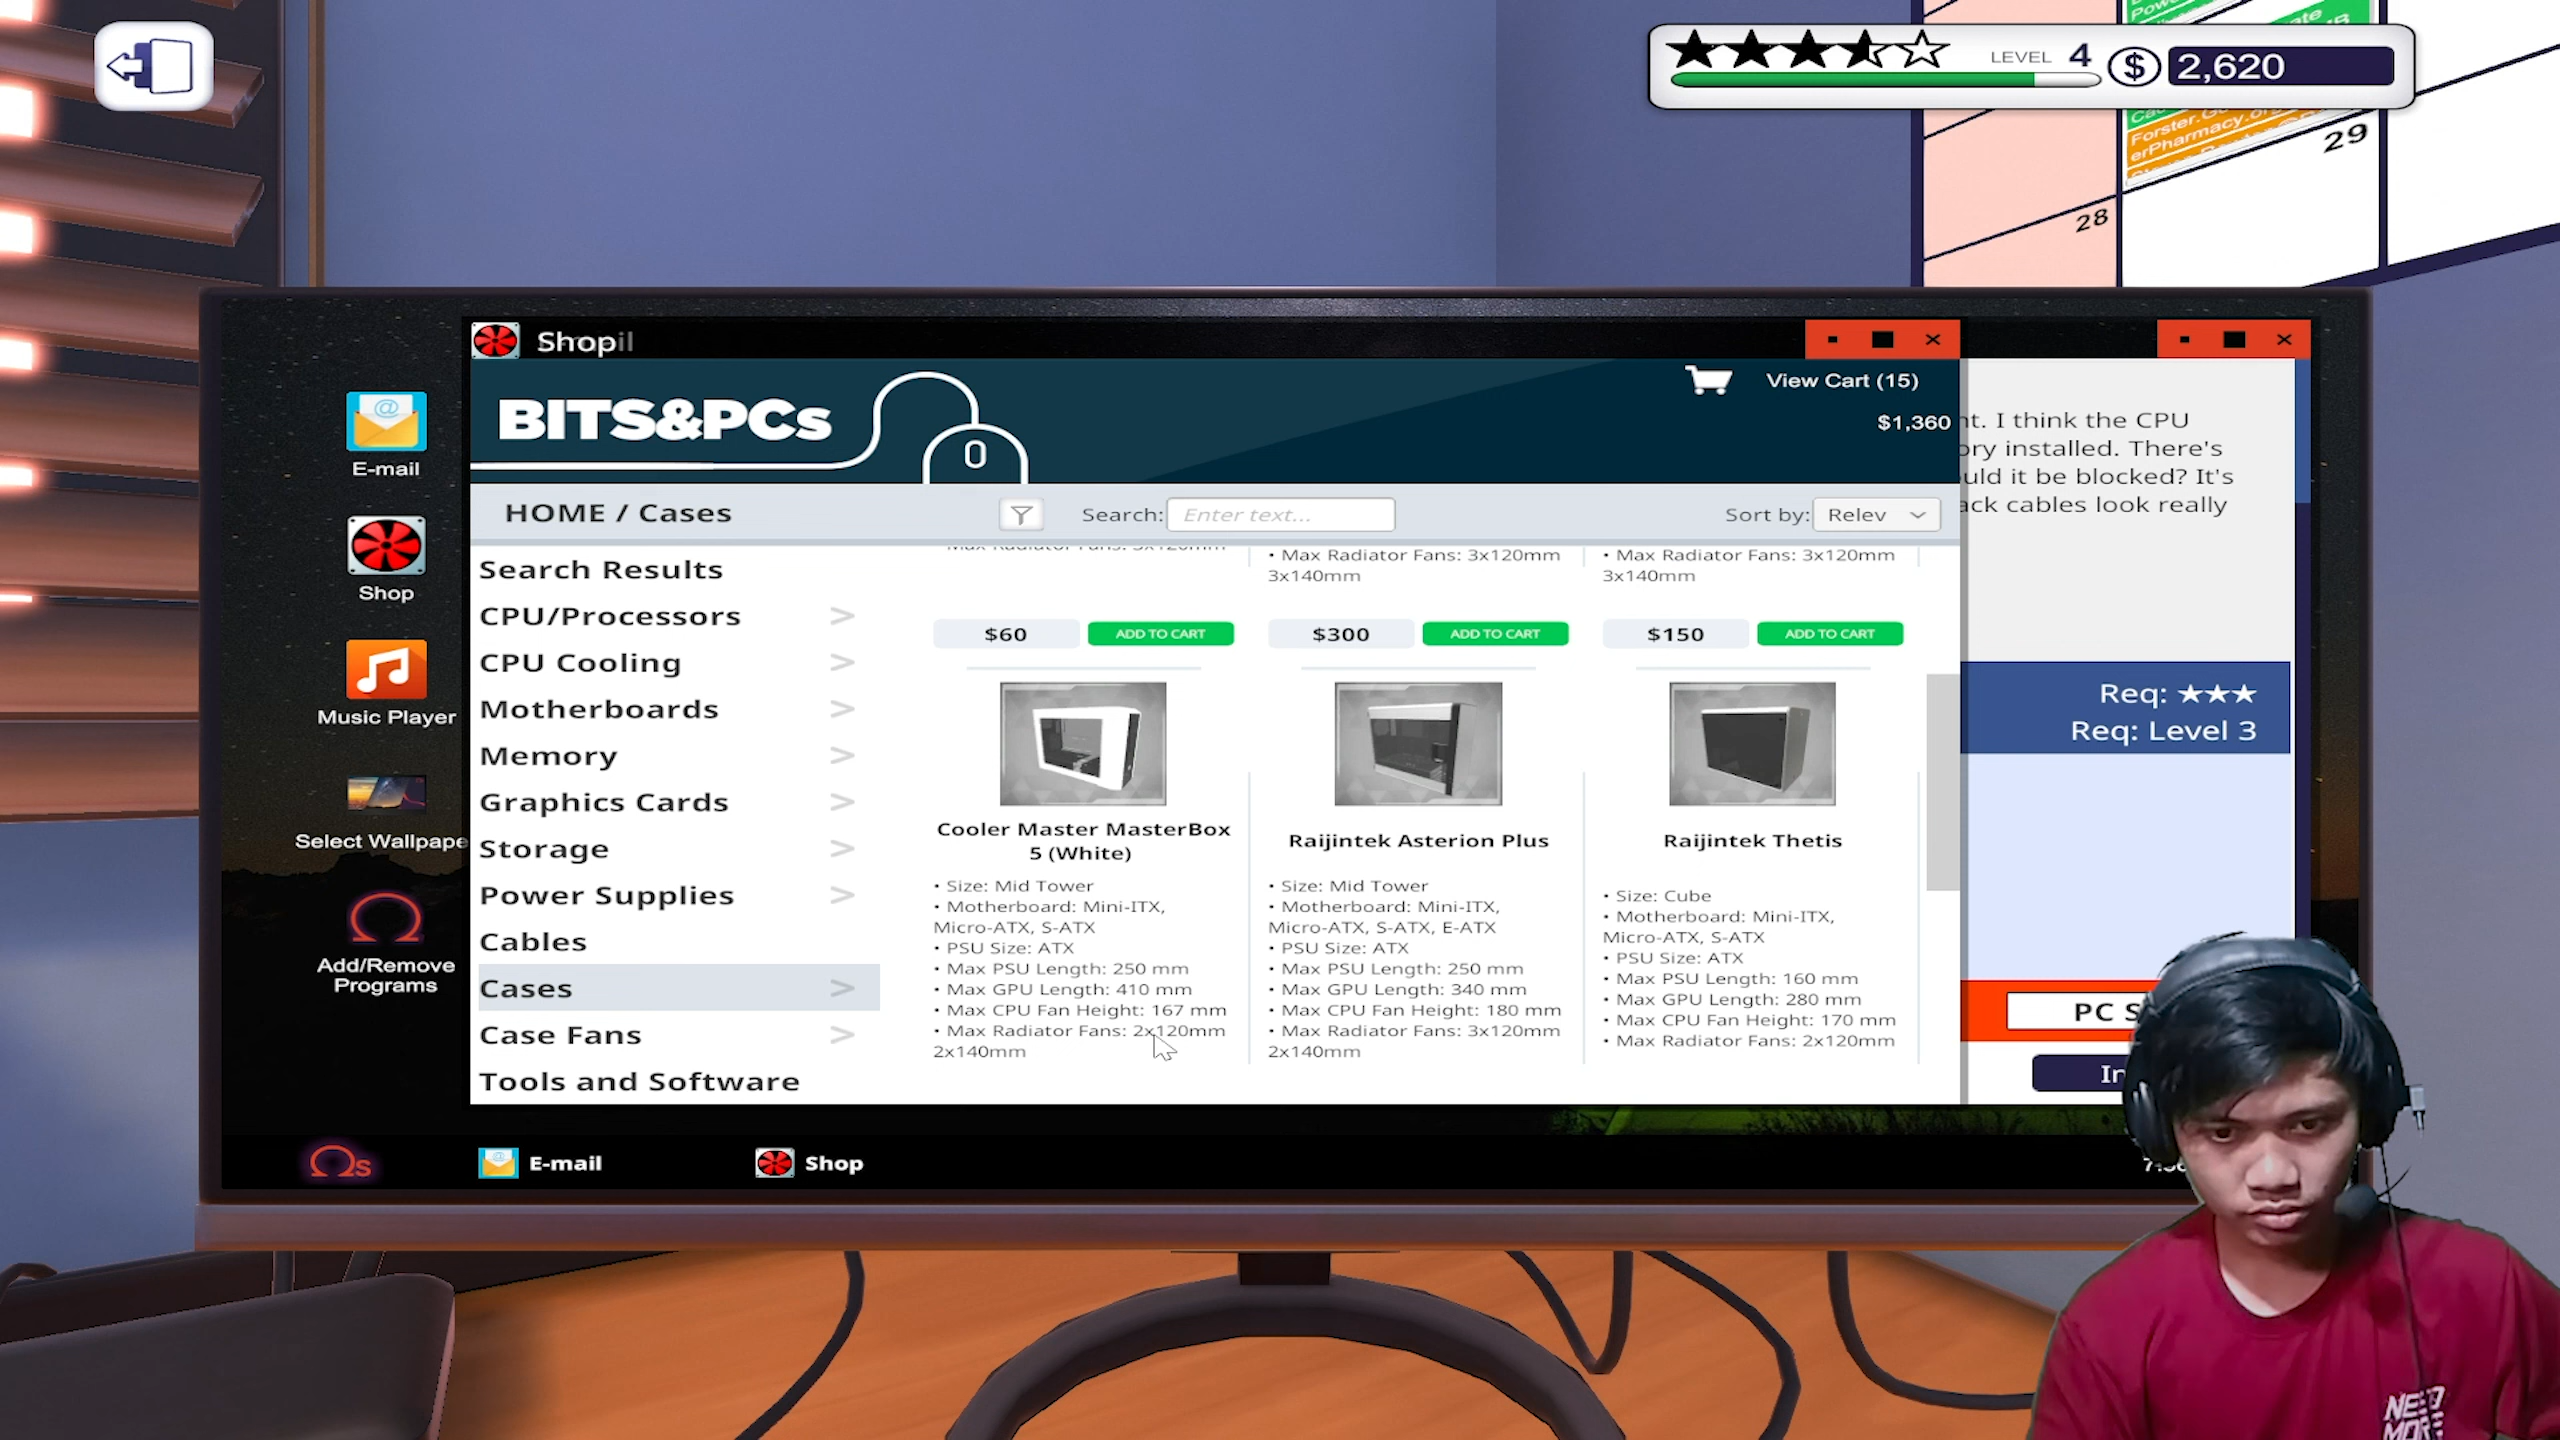 LEVEL 4 $ 2,620
29
28
Shop
View Cart (15)
$1,360
BITS&PCs
HOME / Cases
Search: Enter text...
Sort by: Relev
E-mail
Shop
Music Player
Select Wallpape
Add/Remove
Programs
Search Results
CPU/Processors >
CPU Cooling >
Motherboards >
Memory >
Graphics Cards >
Storage >
Power Supplies >
Cables
Cases >
Case Fans >
Tools and Software
• Max Radiator Fans: 3x120mm
3x140mm
• Max Radiator Fans: 3x120mm
3x140mm
$60 ADD TO CART
$300 ADD TO CART
$150 ADD TO CART
Cooler Master MasterBox
5 (White)
• Size: Mid Tower
• Motherboard: Mini-ITX,
Micro-ATX, S-ATX
• PSU Size: ATX
• Max PSU Length: 250 mm
• Max GPU Length: 410 mm
• Max CPU Fan Height: 167 mm
• Max Radiator Fans: 2x120mm
2x140mm
Raijintek Asterion Plus
• Size: Mid Tower
• Motherboard: Mini-ITX,
Micro-ATX, S-ATX, E-ATX
• PSU Size: ATX
• Max PSU Length: 250 mm
• Max GPU Length: 340 mm
• Max CPU Fan Height: 180 mm
• Max Radiator Fans: 3x120mm
2x140mm
Raijintek Thetis
• Size: Cube
• Motherboard: Mini-ITX,
Micro-ATX, S-ATX
• PSU Size: ATX
• Max PSU Length: 160 mm
• Max GPU Length: 280 mm
• Max CPU Fan Height: 170 mm
• Max Radiator Fans: 2x120mm
I think the CPU
installed. There's
it be blocked? It's
cables look really
Req: ★★★
Req: Level 3
PC S
In
Ωs
E-mail
Shop